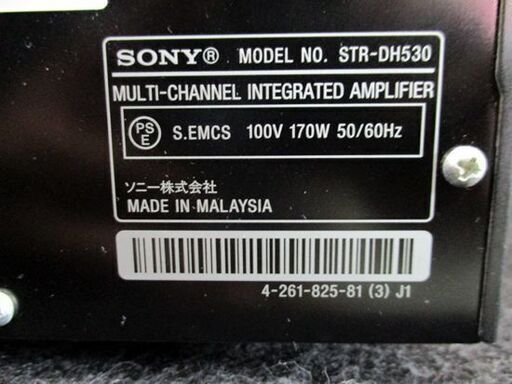 SONY® MODEL NO. STR-DH530
MULTI-CHANNEL INTEGRATED AMPLIFIER
PS E S.EMCS 100V 170W 50/60Hz
ソニー株式会社
MADE IN MALAYSIA
4-261-825-81 (3) J1